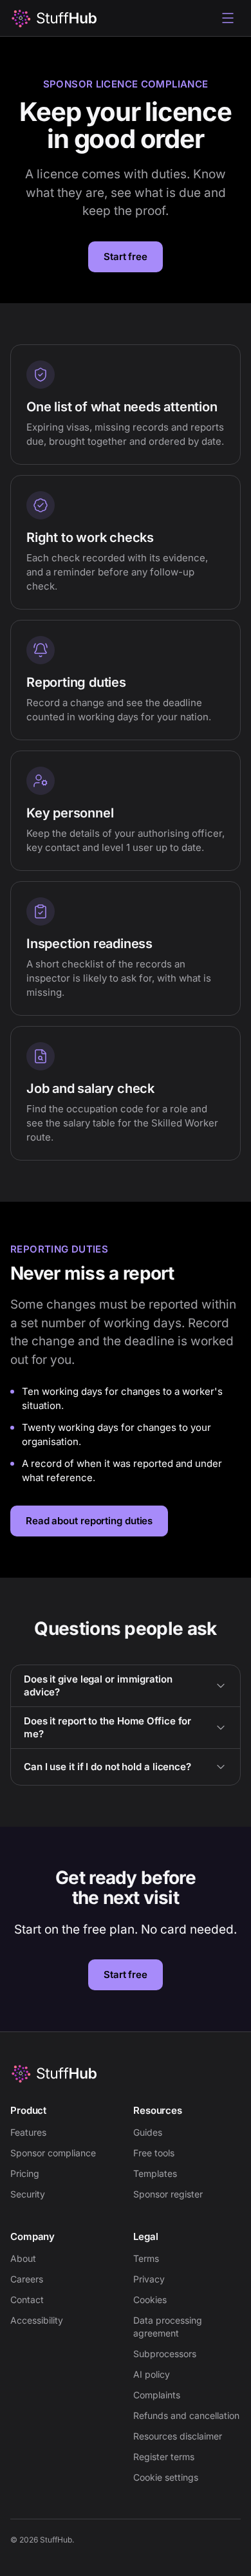 StuffHub
SPONSOR LICENCE COMPLIANCE
Keep your licence
in good order
A licence comes with duties. Know
what they are, see what is due and
keep the proof.
Start free
One list of what needs attention
Expiring visas, missing records and reports
due, brought together and ordered by date.
Right to work checks
Each check recorded with its evidence,
and a reminder before any follow-up
check.
Reporting duties
Record a change and see the deadline
counted in working days for your nation.
Key personnel
Keep the details of your authorising officer,
key contact and level 1 user up to date.
Inspection readiness
A short checklist of the records an
inspector is likely to ask for, with what is
missing.
Job and salary check
Find the occupation code for a role and
see the salary table for the Skilled Worker
route.
REPORTING DUTIES
Never miss a report
Some changes must be reported within
a set number of working days. Record
the change and the deadline is worked
out for you.
Ten working days for changes to a worker's
situation.
Twenty working days for changes to your
organisation.
A record of when it was reported and under
what reference.
Read about reporting duties
Questions people ask
Does it give legal or immigration
advice?
Does it report to the Home Office for
me?
Can I use it if I do not hold a licence?
Get ready before
the next visit
Start on the free plan. No card needed.
Start free
StuffHub
Product
Features
Sponsor compliance
Pricing
Security
Resources
Guides
Free tools
Templates
Sponsor register
Company
About
Careers
Contact
Accessibility
Legal
Terms
Privacy
Cookies
Data processing
agreement
Subprocessors
AI policy
Complaints
Refunds and cancellation
Resources disclaimer
Register terms
Cookie settings
© 2026 StuffHub.